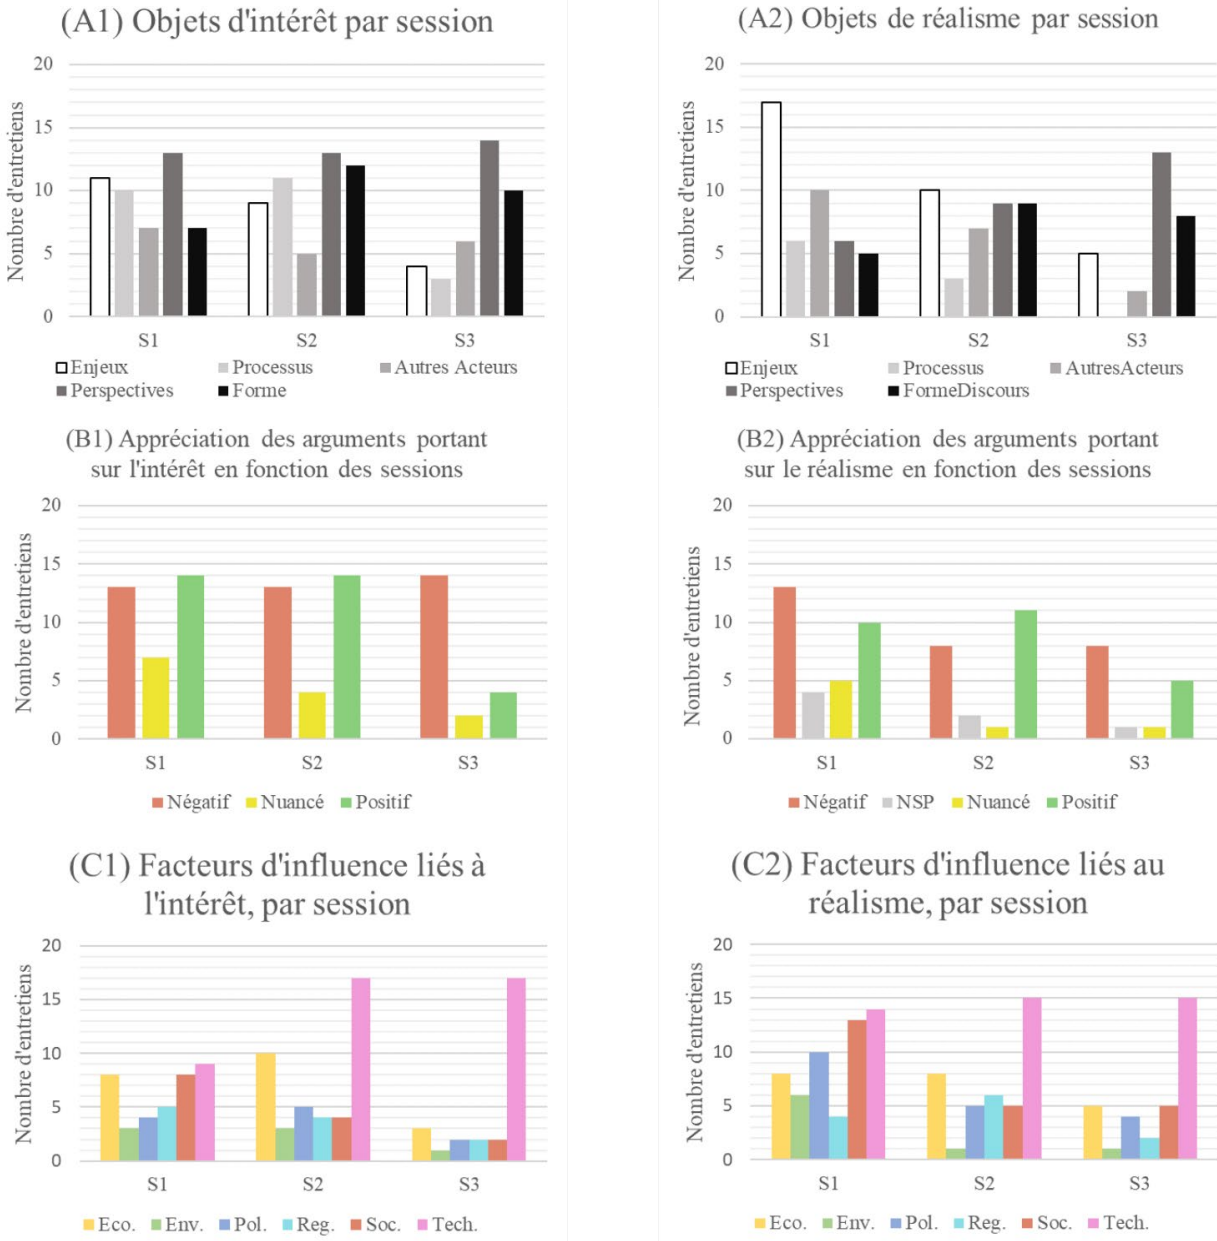 (A1) Objets d'intérêt par session
Nombre d'entretiens
20
15
10
5
0
S1 S2 S3
Enjeux Processus Autres Acteurs
Perspectives Forme
(A2) Objets de réalisme par session
Nombre d'entretiens
20
15
10
5
0
S1 S2 S3
Enjeux Processus AutresActeurs
Perspectives FormeDiscours
(B1) Appréciation des arguments portant
sur l'intérêt en fonction des sessions
Nombre d'entretiens
20
15
10
5
0
S1 S2 S3
Négatif Nuancé Positif
(B2) Appréciation des arguments portant
sur le réalisme en fonction des sessions
Nombre d'entretiens
20
15
10
5
0
S1 S2 S3
Négatif NSP Nuancé Positif
(C1) Facteurs d'influence liés à
l'intérêt, par session
Nombre d'entretiens
20
15
10
5
0
S1 S2 S3
Eco. Env. Pol. Reg. Soc. Tech.
(C2) Facteurs d'influence liés au
réalisme, par session
Nombre d'entretiens
20
15
10
5
0
S1 S2 S3
Eco. Env. Pol. Reg. Soc. Tech.